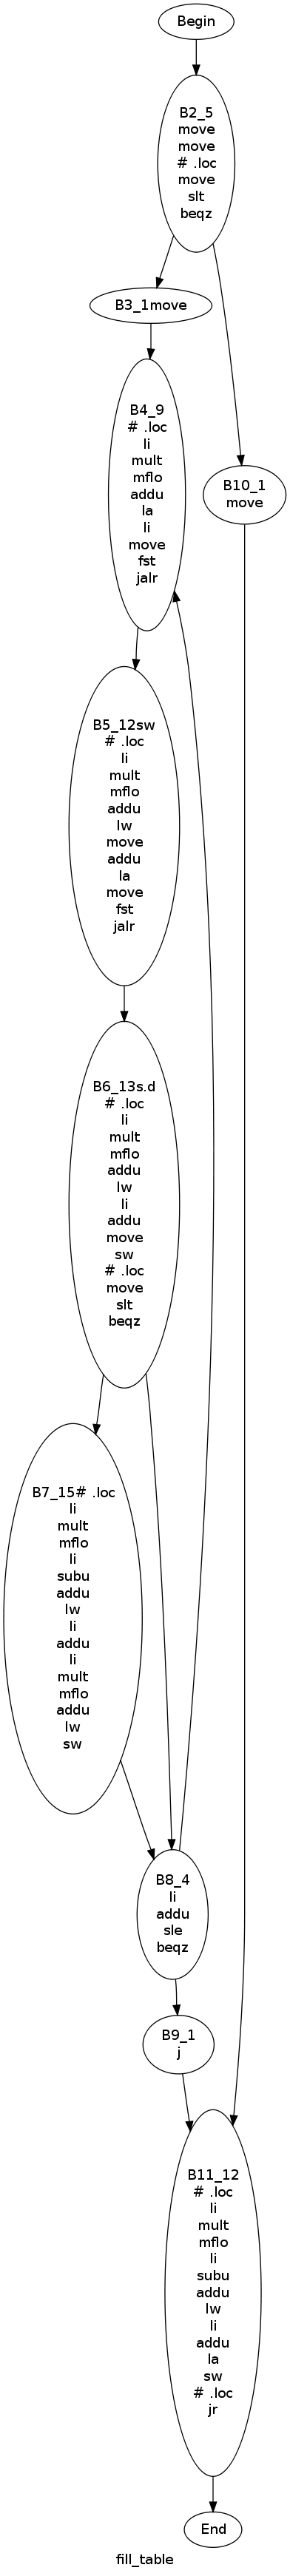 Begin
B2_5
move
move
# .loc
move
slt
beqz
B3_1move
B4_9
# .loc
li
mult
mflo
addu
la
li
move
fst
jalr
B10_1
move
B5_12sw
# .loc
li
mult
mflo
addu
lw
move
addu
la
move
fst
jalr
B6_13s.d
# .loc
li
mult
mflo
addu
lw
li
addu
move
sw
# .loc
move
slt
beqz
B7_15# .loc
li
mult
mflo
li
subu
addu
lw
li
addu
li
mult
mflo
addu
lw
sw
B8_4
li
addu
sle
beqz
B9_1
j
B11_12
# .loc
li
mult
mflo
li
subu
addu
lw
li
addu
la
sw
# .loc
jr
End
fill_table